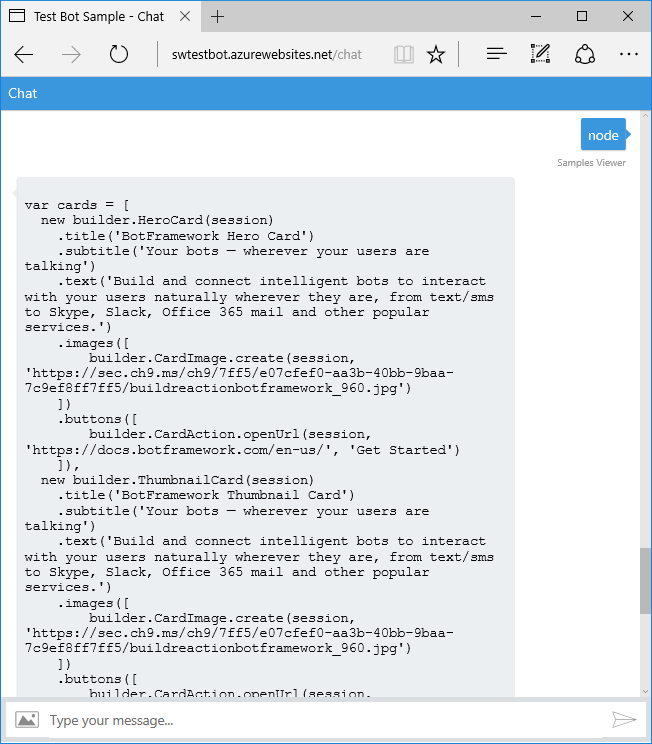 Test Bot Sample - Chat
swtestbot.azurewebsites.net/chat
Chat
node
Samples Viewer
var cards = [
  new builder.HeroCard(session)
    .title('BotFramework Hero Card')
    .subtitle('Your bots — wherever your users are
talking')
    .text('Build and connect intelligent bots to interact
with your users naturally wherever they are, from text/sms
to Skype, Slack, Office 365 mail and other popular
services.')
    .images([
        builder.CardImage.create(session,
'https://sec.ch9.ms/ch9/7ff5/e07cfef0-aa3b-40bb-9baa-
7c9ef8ff7ff5/buildreactionbotframework_960.jpg')
    ])
    .buttons([
        builder.CardAction.openUrl(session,
'https://docs.botframework.com/en-us/', 'Get Started')
    ]),
  new builder.ThumbnailCard(session)
    .title('BotFramework Thumbnail Card')
    .subtitle('Your bots — wherever your users are
talking')
    .text('Build and connect intelligent bots to interact
with your users naturally wherever they are, from text/sms
to Skype, Slack, Office 365 mail and other popular
services.')
    .images([
        builder.CardImage.create(session,
'https://sec.ch9.ms/ch9/7ff5/e07cfef0-aa3b-40bb-9baa-
7c9ef8ff7ff5/buildreactionbotframework_960.jpg')
    ])
    .buttons([
        builder.CardAction.openUrl(session,
Type your message...